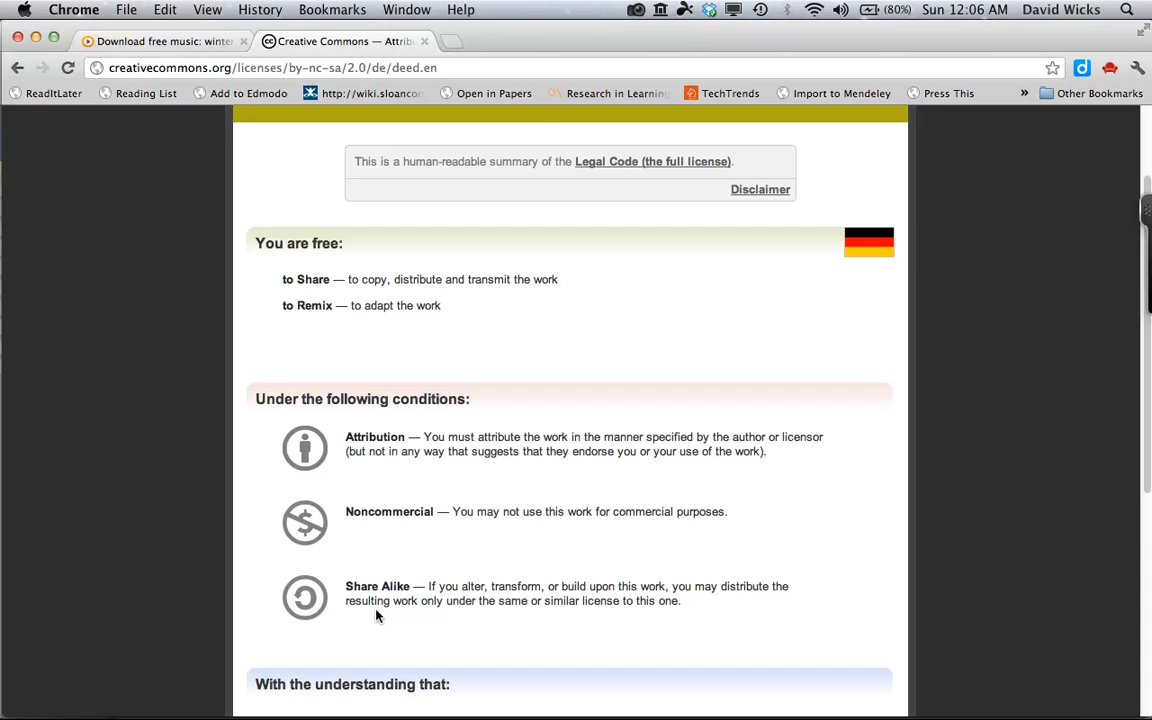 Chrome File Edit View History Bookmarks Window Help (80%) Sun 12:06 AM David Wicks
Download free music: winter Creative Commons — Attrib
creativecommons.org/licenses/by-nc-sa/2.0/de/deed.en
ReadItLater Reading List Add to Edmodo http://wiki.sloancon Open in Papers Research in Learning TechTrends Import to Mendeley Press This » Other Bookmarks
This is a human-readable summary of the Legal Code (the full license).
Disclaimer
You are free:
to Share — to copy, distribute and transmit the work
to Remix — to adapt the work
Under the following conditions:
Attribution — You must attribute the work in the manner specified by the author or licensor
(but not in any way that suggests that they endorse you or your use of the work).
Noncommercial — You may not use this work for commercial purposes.
Share Alike — If you alter, transform, or build upon this work, you may distribute the
resulting work only under the same or similar license to this one.
With the understanding that: